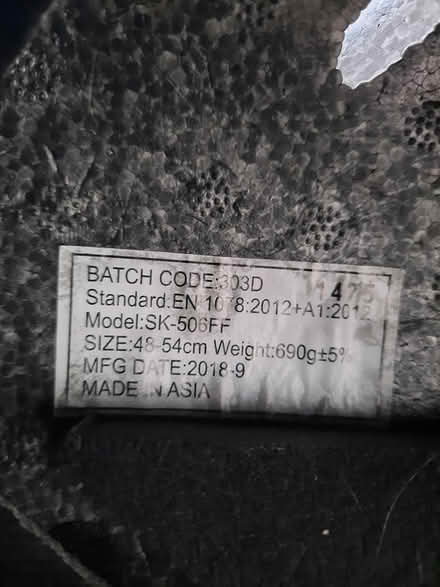 BATCH CODE:303D 11475
Standard:EN 1078:2012+A1:2012
Model:SK-506FF
SIZE:48-54cm Weight:690g±5%
MFG DATE:2018-9
MADE IN ASIA